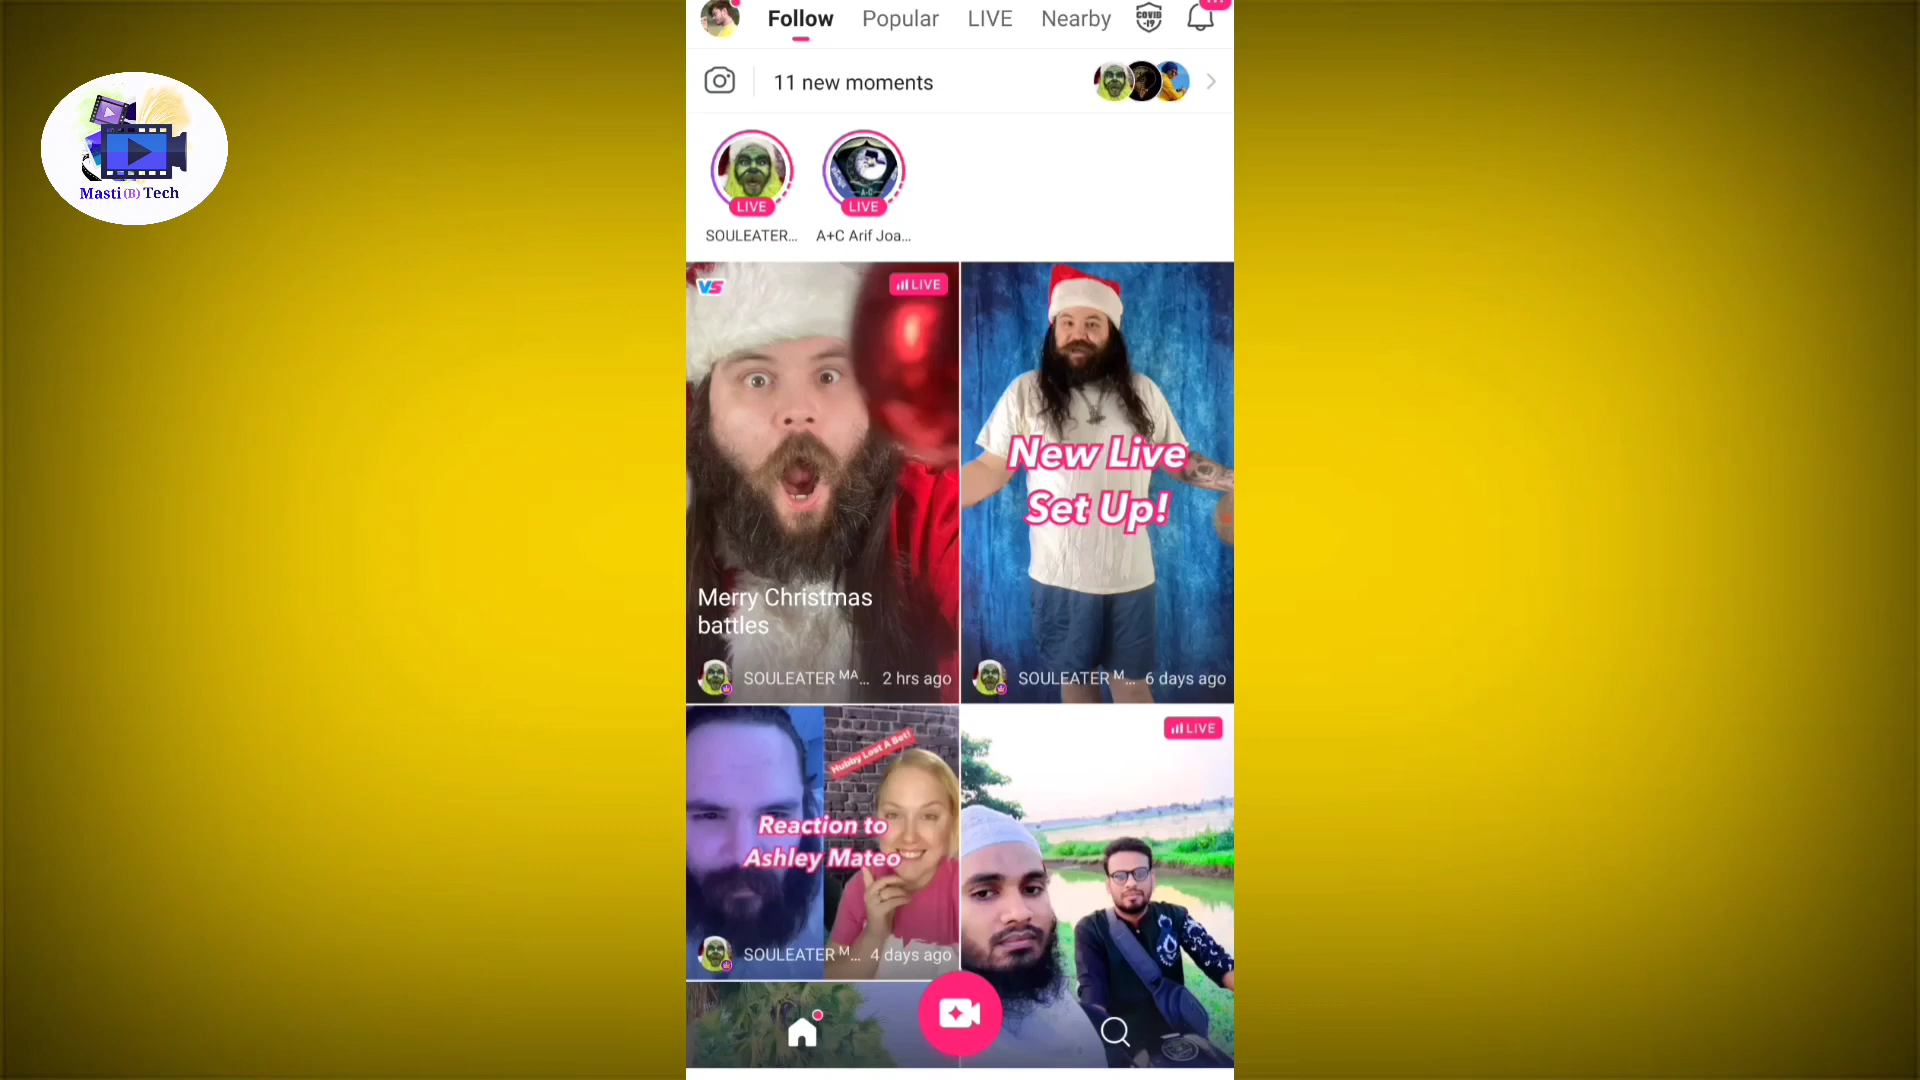 Follow
Popular
LIVE
Nearby
COVID
-19
11 new moments
LIVE
LIVE
SOULEATER...
A+C Arif Joa...
Masti (B) Tech
VS
LIVE
New Live
Set Up!
Merry Christmas
battles
SOULEATER ᴹᴬ...
2 hrs ago
SOULEATER ᴹ...
6 days ago
LIVE
Hubby Lost A Bet!
Reaction to
Ashley Mateo
SOULEATER ᴹ...
4 days ago